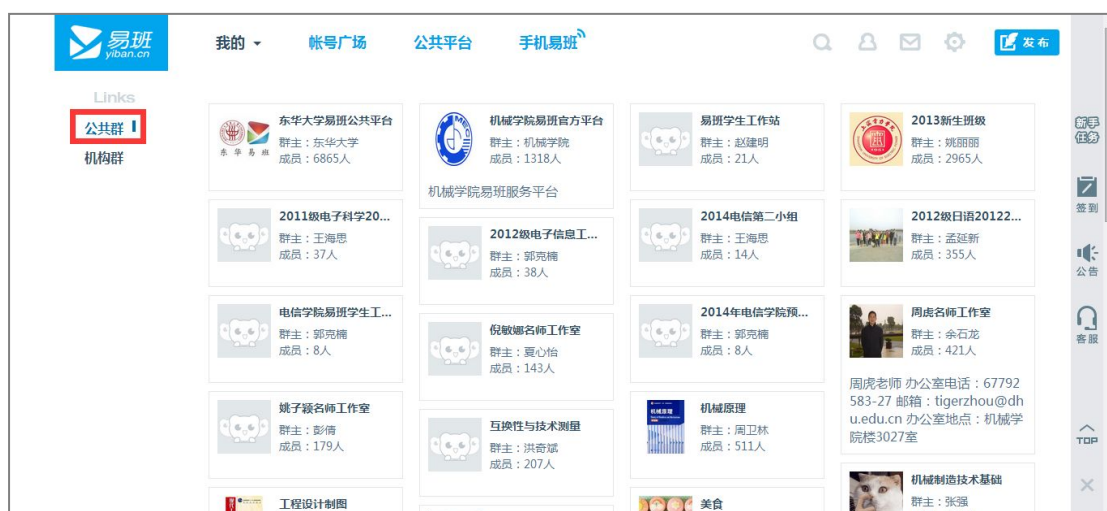 易班
yiban.cn
我的
帐号广场
公共平台
手机易班
发布
Links
公共群
机构群
东华大学易班公共平台
群主：东华大学
成员：6865人
东 华 易 班
机械学院易班官方平台
群主：机械学院
成员：1318人
机械学院易班服务平台
易班学生工作站
群主：赵建明
成员：21人
2013新生班级
群主：姚丽丽
成员：2965人
2011级电子科学20...
群主：王海思
成员：37人
2012级电子信息工...
群主：郭克楠
成员：38人
2014电信第二小组
群主：王海思
成员：14人
2012级日语20122...
群主：孟延新
成员：355人
电信学院易班学生工...
群主：郭克楠
成员：8人
倪敏娜名师工作室
群主：夏心怡
成员：143人
2014年电信学院预...
群主：郭克楠
成员：8人
周虎名师工作室
群主：余石龙
成员：421人
周虎老师 办公室电话：67792
583-27 邮箱：tigerzhou@dh
u.edu.cn 办公室地点：机械学
院楼3027室
姚子颖名师工作室
群主：彭倩
成员：179人
互换性与技术测量
群主：洪奇斌
成员：207人
机械原理
机械原理
群主：周卫林
成员：511人
机械制造技术基础
群主：张强
工程设计制图
美食
新手
任务
签到
公告
客服
TOP